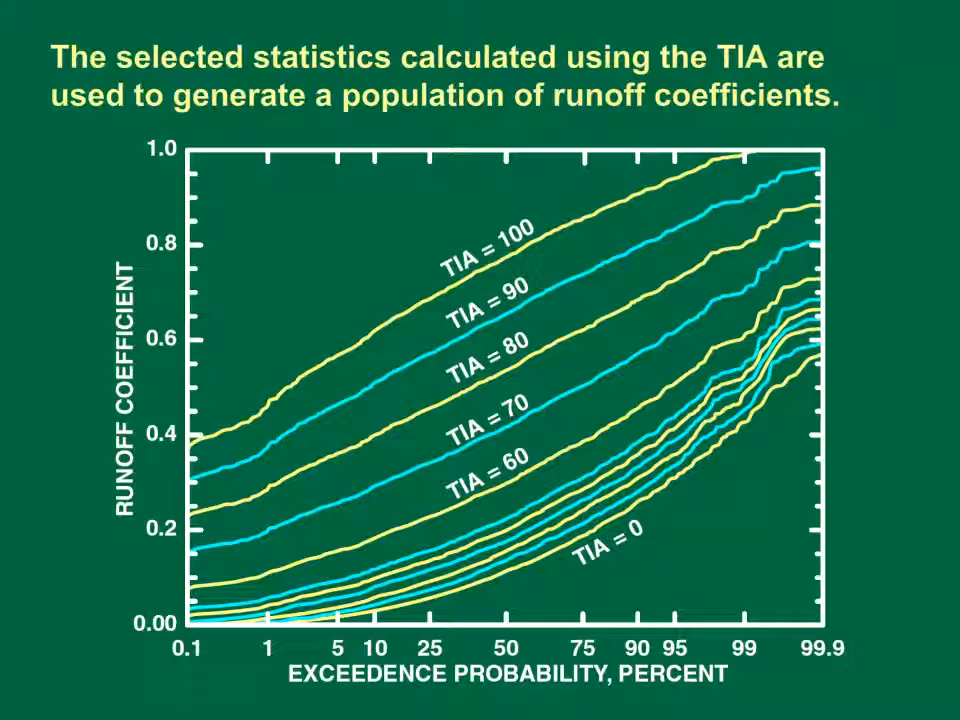 The selected statistics calculated using the TIA are
used to generate a population of runoff coefficients.
1.0
0.8
0.6
0.4
0.2
0.00
RUNOFF COEFFICIENT
TIA = 100
TIA = 90
TIA = 80
TIA = 70
TIA = 60
TIA = 0
0.1 1 5 10 25 50 75 90 95 99 99.9
EXCEEDENCE PROBABILITY, PERCENT